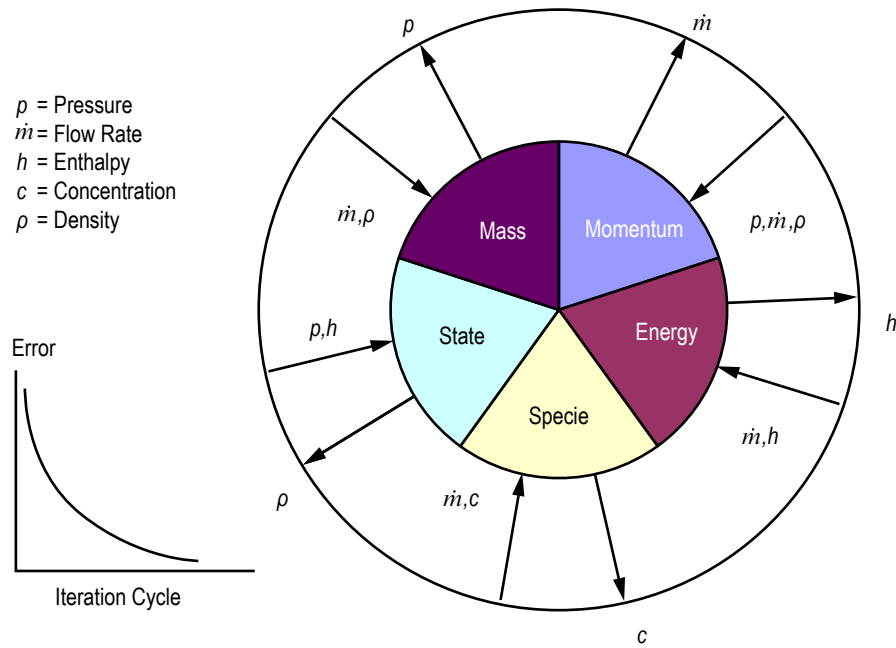 p = Pressure
ṁ = Flow Rate
h = Enthalpy
c = Concentration
ρ = Density
p
ṁ
ṁ,ρ
Mass
Momentum
p,ṁ,ρ
p,h
State
Energy
h
Specie
ṁ,h
ρ
ṁ,c
c
Error
Iteration Cycle